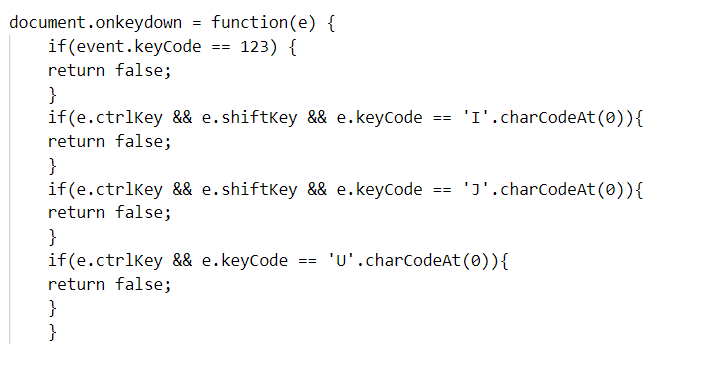 document.onkeydown = function(e) {
    if(event.keyCode == 123) {
    return false;
    }
    if(e.ctrlKey && e.shiftKey && e.keyCode == 'I'.charCodeAt(0)){
    return false;
    }
    if(e.ctrlKey && e.shiftKey && e.keyCode == 'J'.charCodeAt(0)){
    return false;
    }
    if(e.ctrlKey && e.keyCode == 'U'.charCodeAt(0)){
    return false;
    }
    }